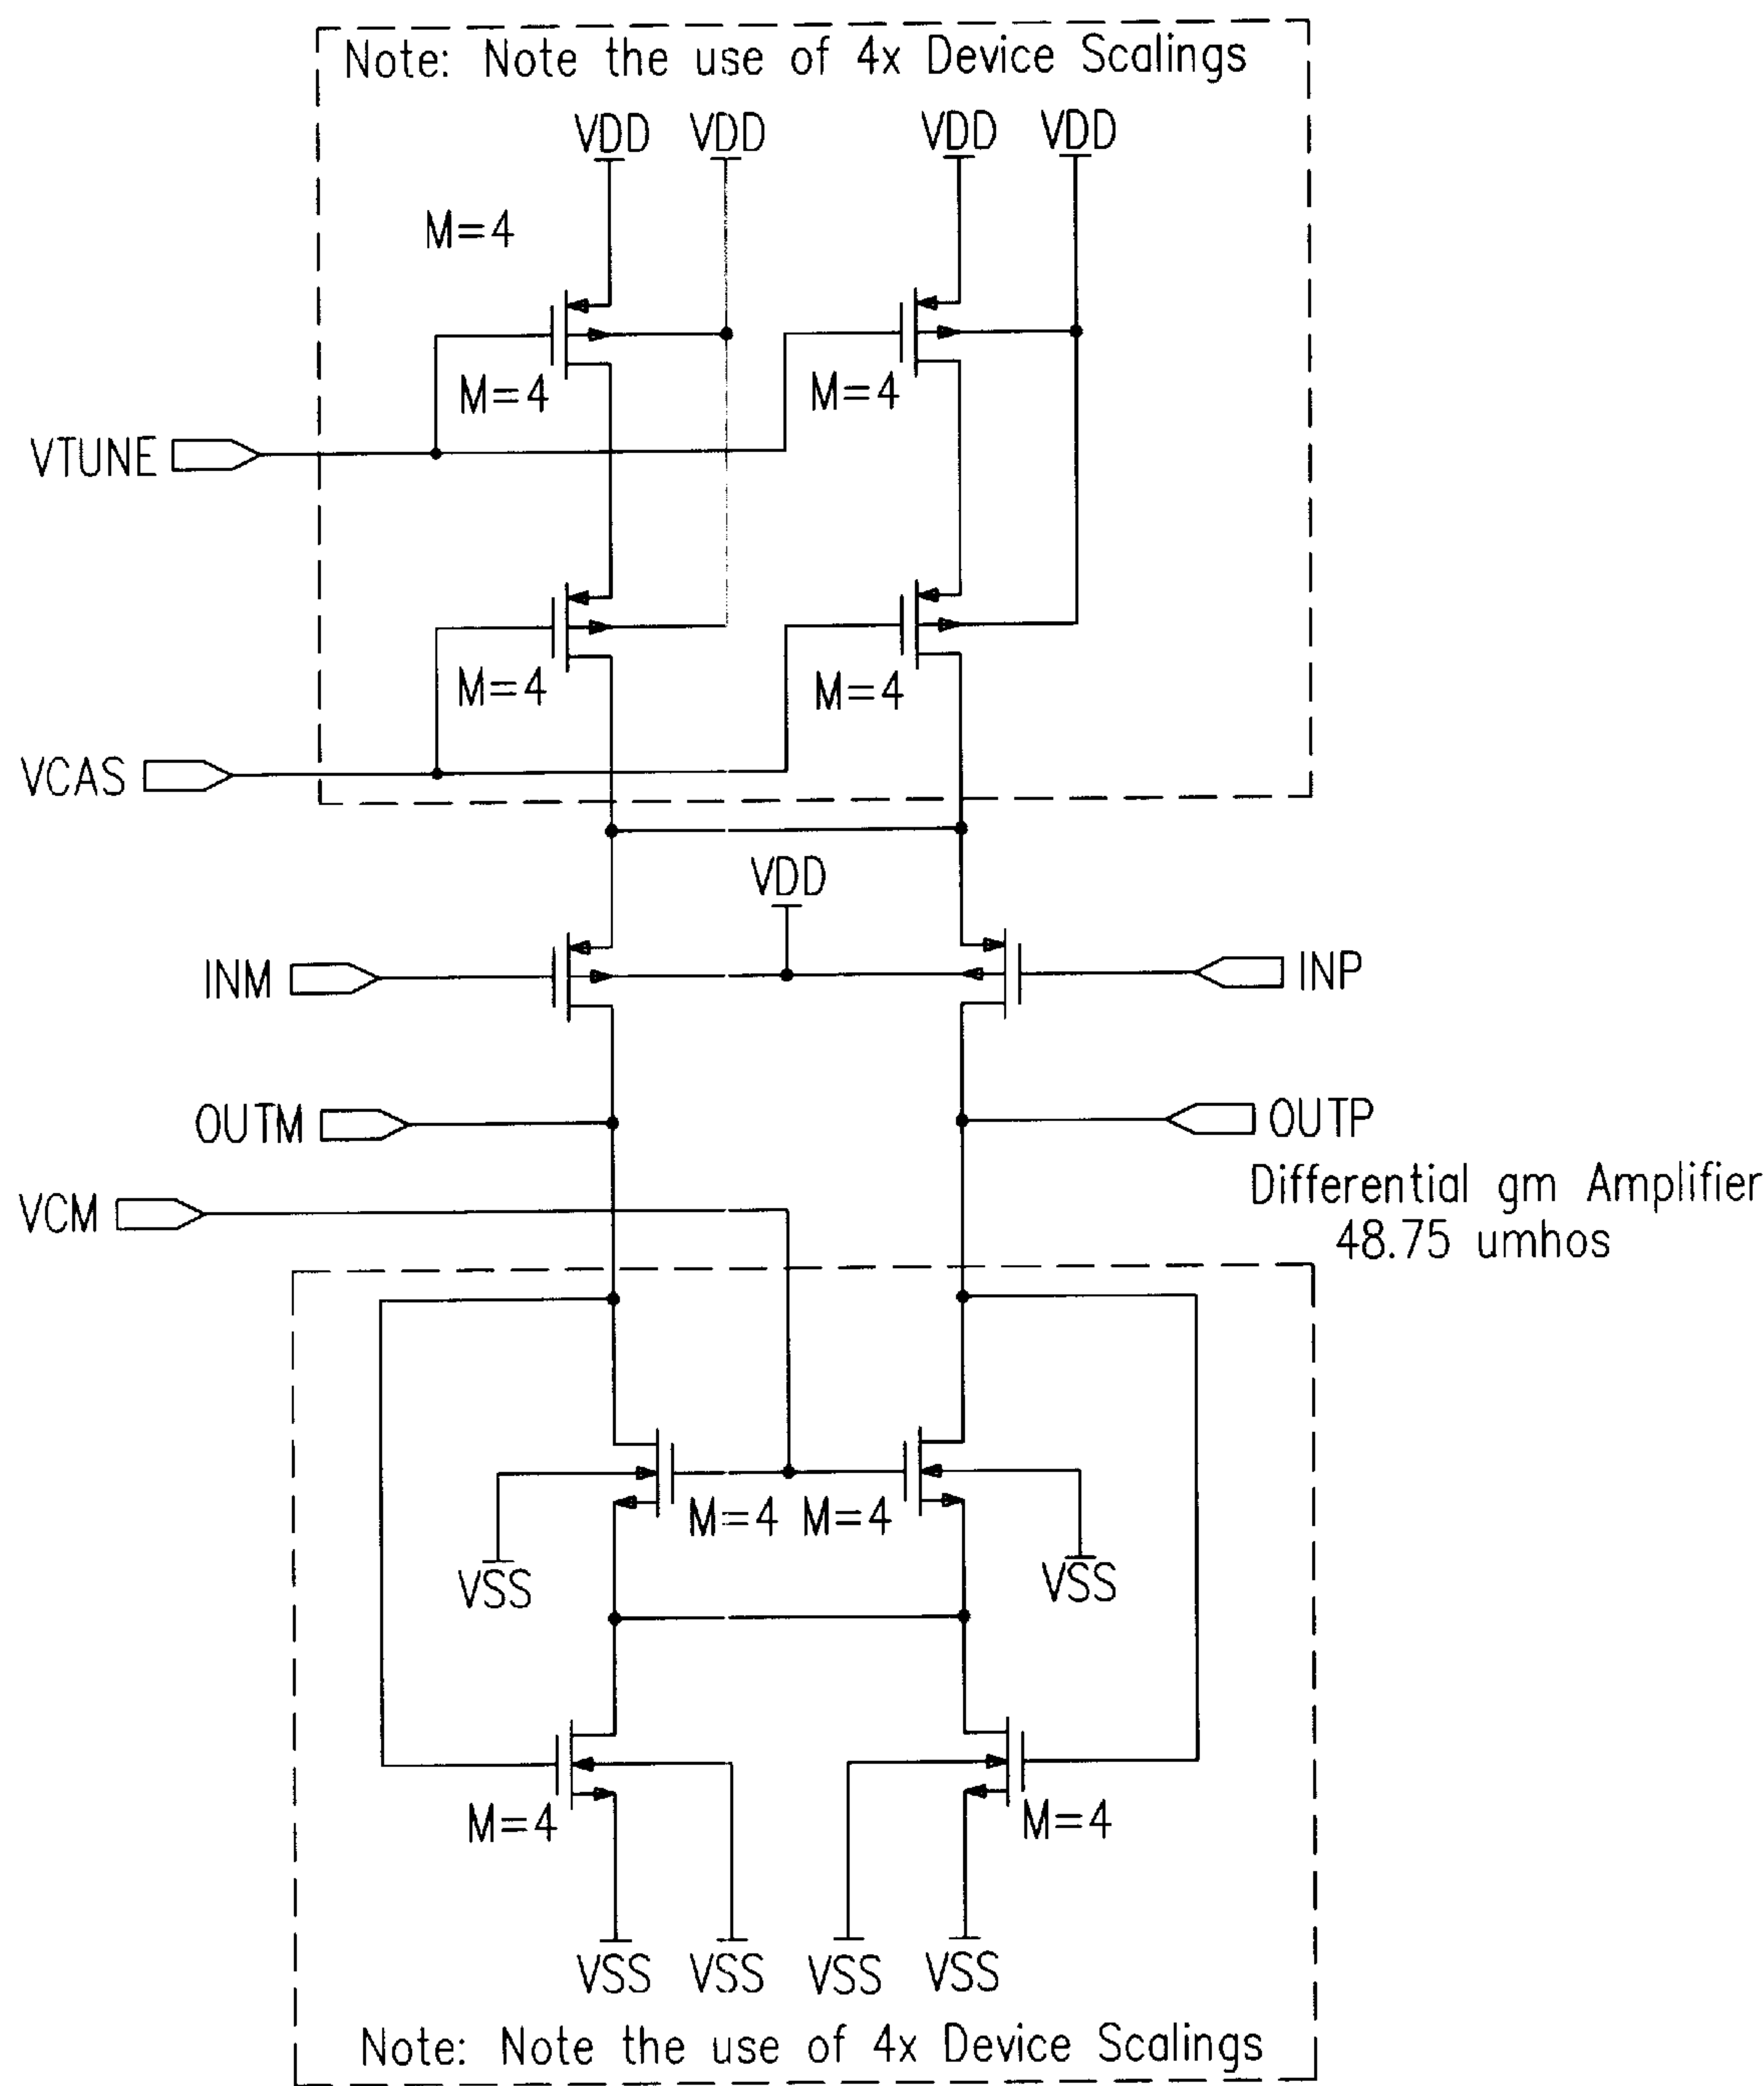 Note: Note the use of 4x Device Scalings
VDD VDD VDD VDD
M=4
M=4 M=4
VTUNE
M=4 M=4
VCAS
VDD
INM INP
OUTM OUTP
Differential gm Amplifier
VCM
48.75 umhos
M=4 M=4
VSS VSS
M=4 M=4
VSS VSS VSS VSS
Note: Note the use of 4x Device Scalings